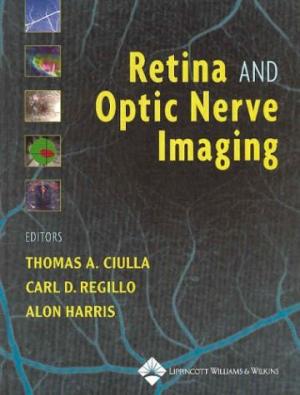 Retina AND
Optic Nerve
Imaging
EDITORS
THOMAS A. CIULLA
CARL D. REGILLO
ALON HARRIS
LIPPINCOTT WILLIAMS & WILKINS